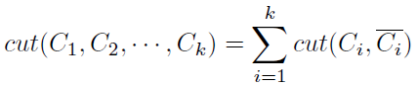 $cut(C_1, C_2, \cdots, C_k) = \sum_{i=1}^{k} cut(C_i, \overline{C_i})$